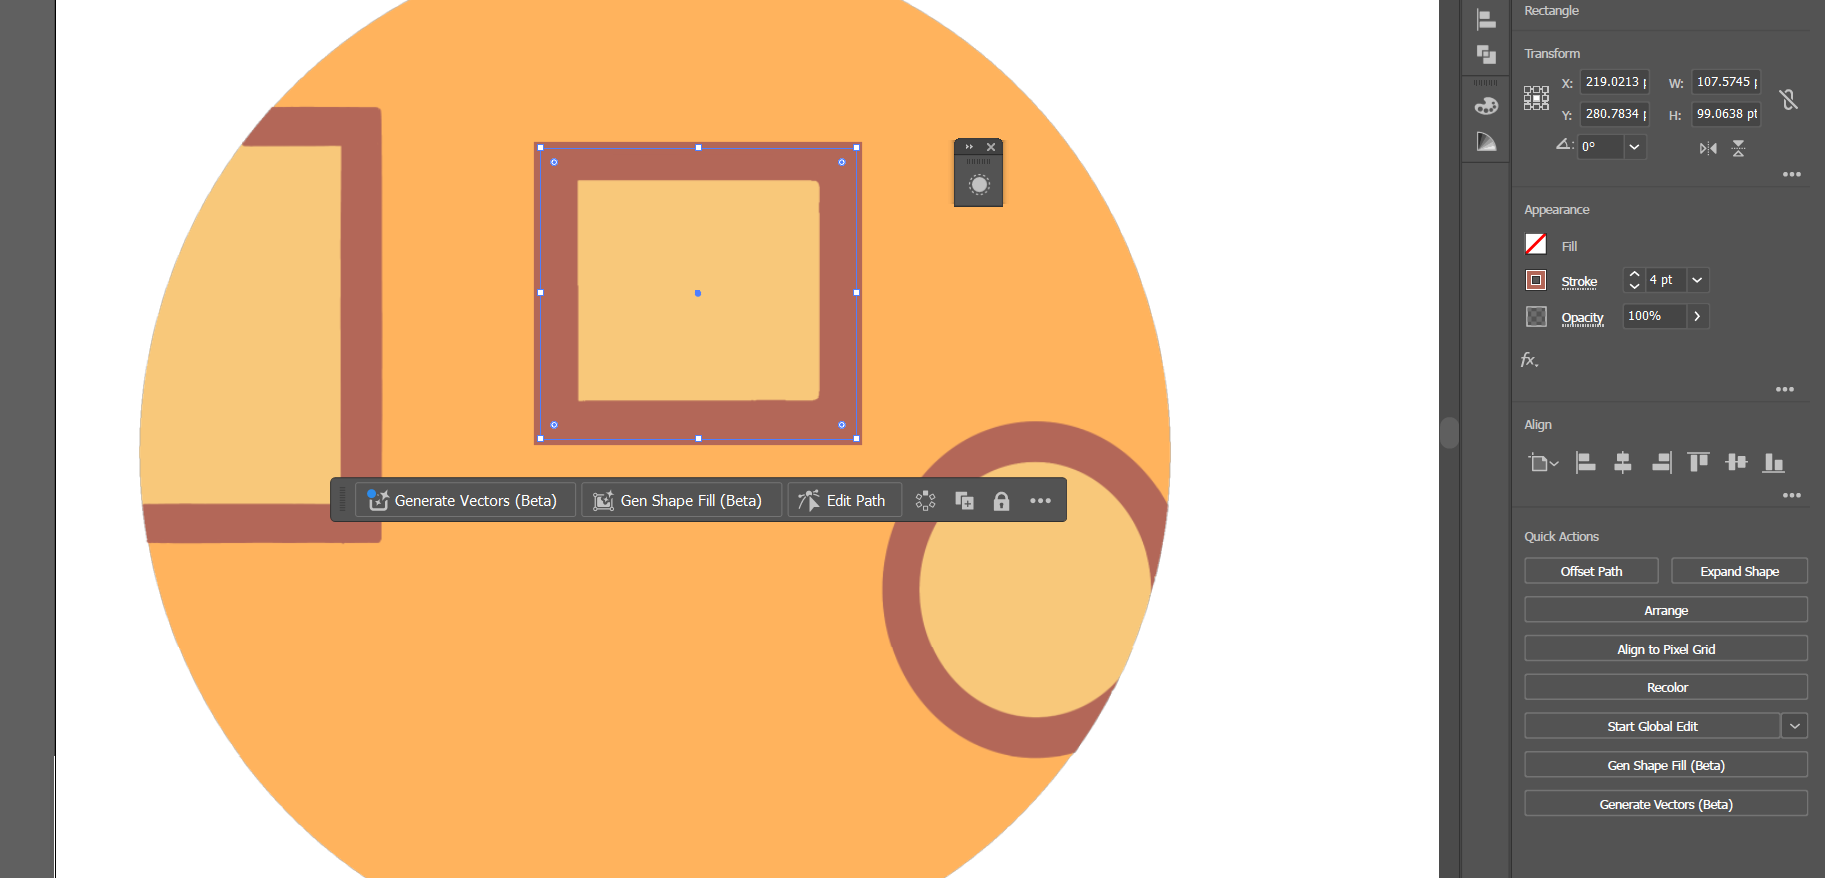 Rectangle
Transform
X: 219.0213 p W: 107.5745 p
Y: 280.7834 p H: 99.0638 pt
0°
Appearance
Fill
Stroke 4 pt
Opacity 100%
fx.
Align
Generate Vectors (Beta) Gen Shape Fill (Beta) Edit Path
Quick Actions
Offset Path Expand Shape
Arrange
Align to Pixel Grid
Recolor
Start Global Edit
Gen Shape Fill (Beta)
Generate Vectors (Beta)